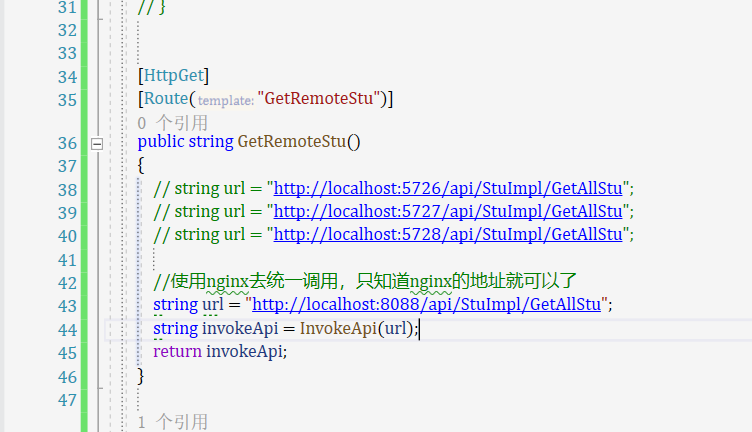 31 // }
32
33
34 [HttpGet]
35 [Route(template: "GetRemoteStu")]
0 个引用
36 public string GetRemoteStu()
37 {
38 // string url = "http://localhost:5726/api/StuImpl/GetAllStu";
39 // string url = "http://localhost:5727/api/StuImpl/GetAllStu";
40 // string url = "http://localhost:5728/api/StuImpl/GetAllStu";
41
42 //使用nginx去统一调用，只知道nginx的地址就可以了
43 string url = "http://localhost:8088/api/StuImpl/GetAllStu";
44 string invokeApi = InvokeApi(url);
45 return invokeApi;
46 }
47
1 个引用